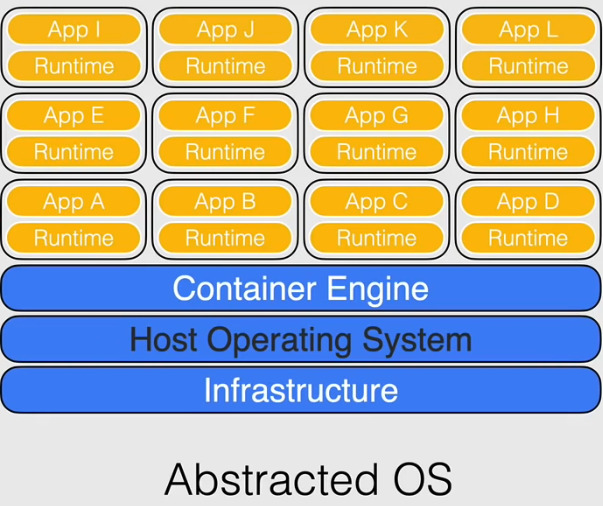 App I
Runtime
App J
Runtime
App K
Runtime
App L
Runtime
App E
Runtime
App F
Runtime
App G
Runtime
App H
Runtime
App A
Runtime
App B
Runtime
App C
Runtime
App D
Runtime
Container Engine
Host Operating System
Infrastructure
Abstracted OS